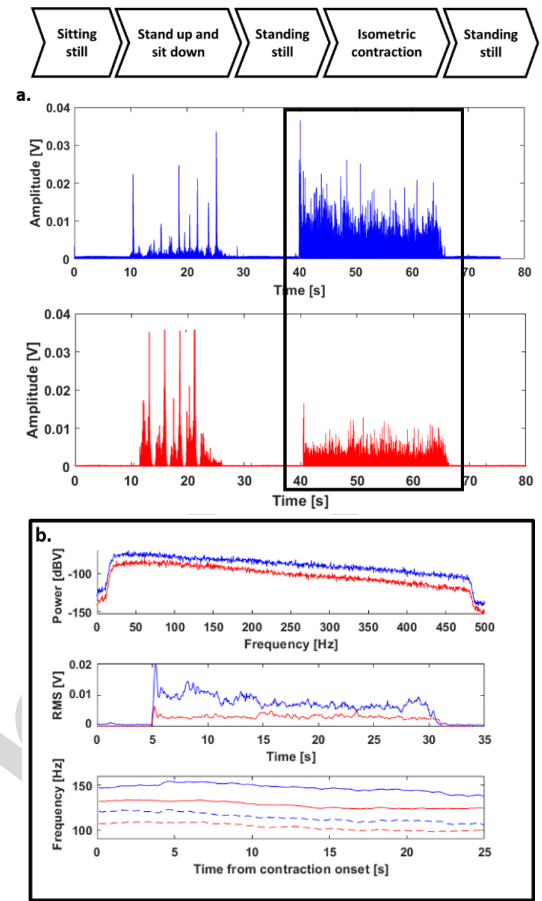 Sitting still
Stand up and sit down
Standing still
Isometric contraction
Standing still
a.
0.04
0.03
0.02
0.01
0
Amplitude [V]
0 10 20 30 40 50 60 70 80
Time [s]
0.04
0.03
0.02
0.01
0
Amplitude [V]
0 10 20 30 40 50 60 70 80
Time [s]
b.
Power [dBV]
-100
-150
0 50 100 150 200 250 300 350 400 450 500
Frequency [Hz]
RMS [V]
0.02
0.01
0
0 5 10 15 20 25 30 35
Time [s]
Frequency [Hz]
150
100
0 5 10 15 20 25
Time from contraction onset [s]